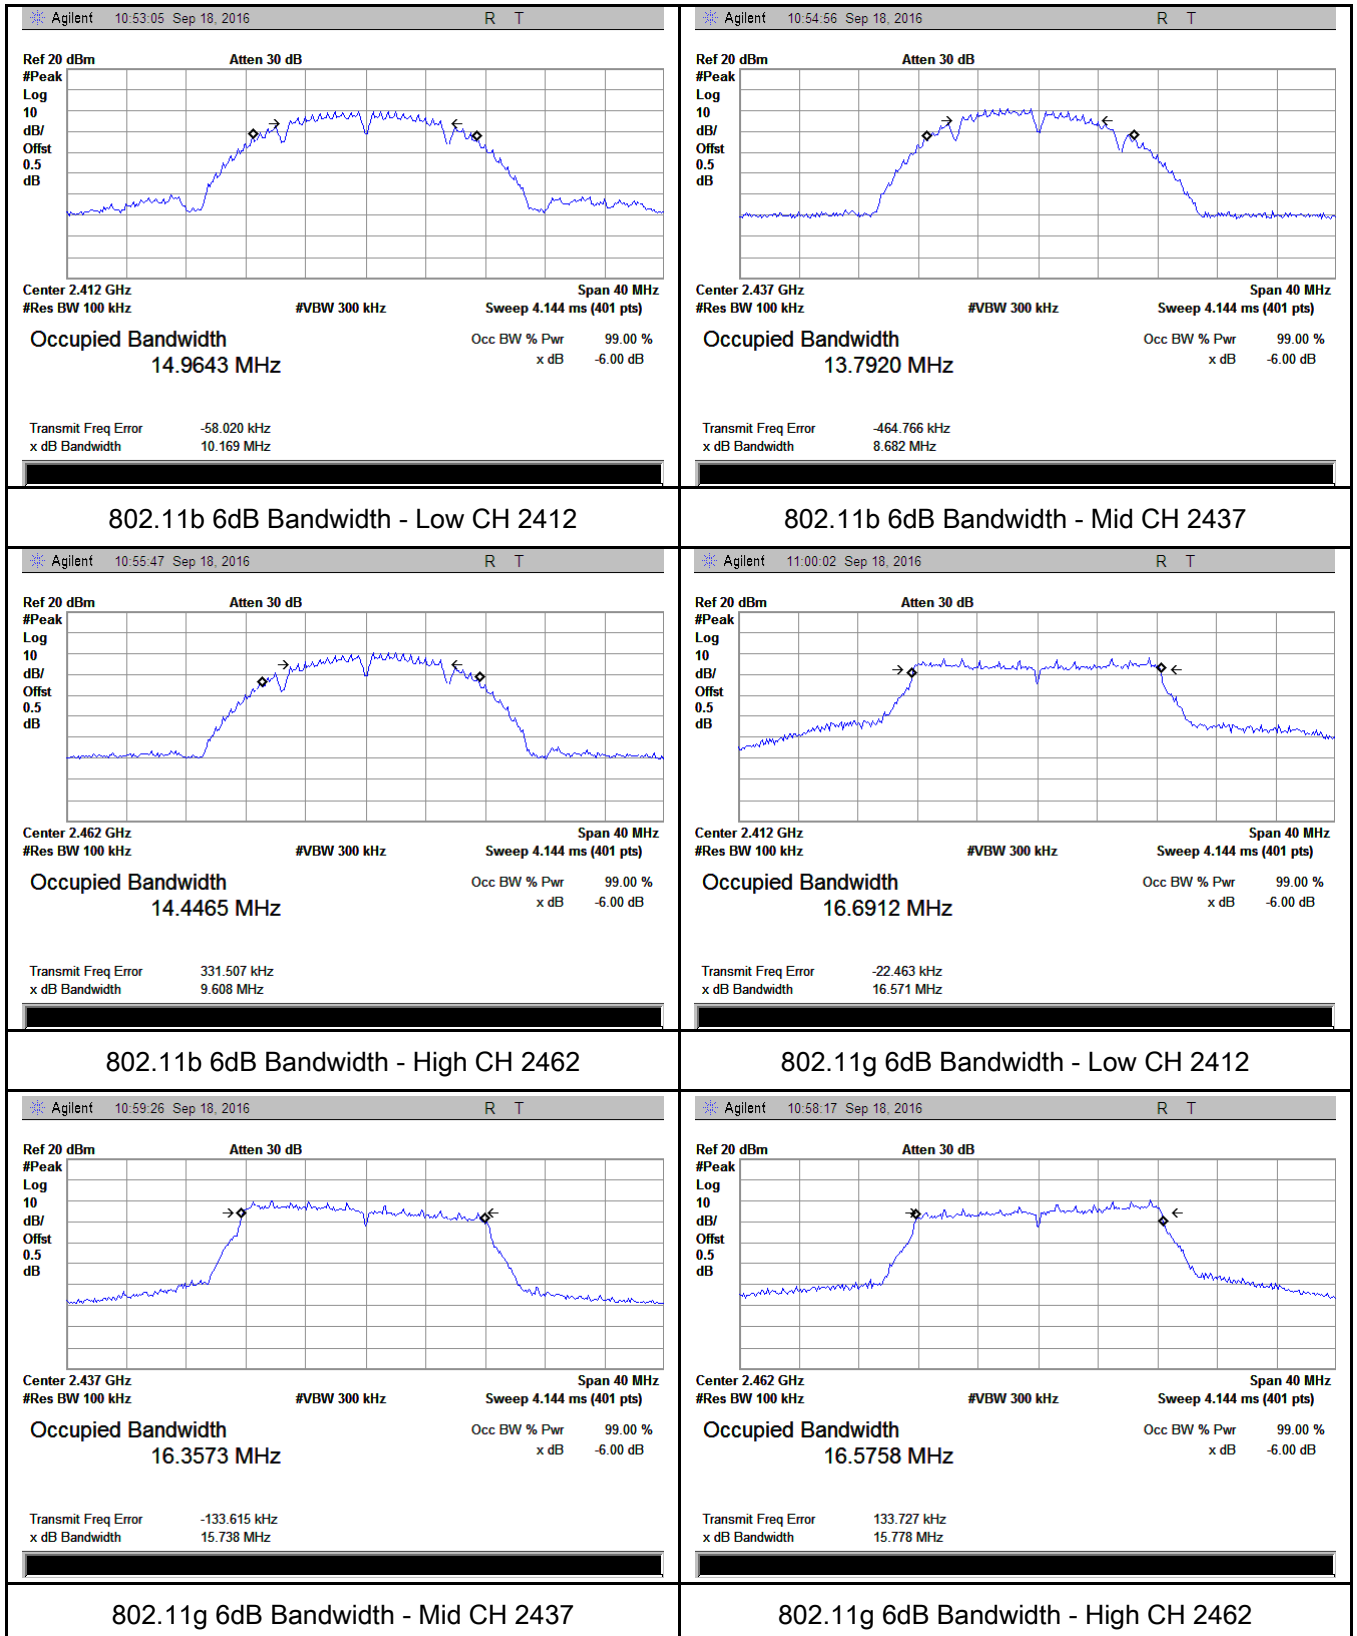 Agilent 10:53:05 Sep 18, 2016 R T
Ref 20 dBm Atten 30 dB
#Peak
Log
10
dB/
Offst
0.5
dB
Center 2.412 GHz Span 40 MHz
#Res BW 100 kHz #VBW 300 kHz Sweep 4.144 ms (401 pts)
Occupied Bandwidth Occ BW % Pwr 99.00 %
14.9643 MHz x dB -6.00 dB
Transmit Freq Error -58.020 kHz
x dB Bandwidth 10.169 MHz
802.11b 6dB Bandwidth - Low CH 2412
Agilent 10:54:56 Sep 18, 2016 R T
Ref 20 dBm Atten 30 dB
#Peak
Log
10
dB/
Offst
0.5
dB
Center 2.437 GHz Span 40 MHz
#Res BW 100 kHz #VBW 300 kHz Sweep 4.144 ms (401 pts)
Occupied Bandwidth Occ BW % Pwr 99.00 %
13.7920 MHz x dB -6.00 dB
Transmit Freq Error -464.766 kHz
x dB Bandwidth 8.682 MHz
802.11b 6dB Bandwidth - Mid CH 2437
Agilent 10:55:47 Sep 18, 2016 R T
Ref 20 dBm Atten 30 dB
#Peak
Log
10
dB/
Offst
0.5
dB
Center 2.462 GHz Span 40 MHz
#Res BW 100 kHz #VBW 300 kHz Sweep 4.144 ms (401 pts)
Occupied Bandwidth Occ BW % Pwr 99.00 %
14.4465 MHz x dB -6.00 dB
Transmit Freq Error 331.507 kHz
x dB Bandwidth 9.608 MHz
802.11b 6dB Bandwidth - High CH 2462
Agilent 11:00:02 Sep 18, 2016 R T
Ref 20 dBm Atten 30 dB
#Peak
Log
10
dB/
Offst
0.5
dB
Center 2.412 GHz Span 40 MHz
#Res BW 100 kHz #VBW 300 kHz Sweep 4.144 ms (401 pts)
Occupied Bandwidth Occ BW % Pwr 99.00 %
16.6912 MHz x dB -6.00 dB
Transmit Freq Error -22.463 kHz
x dB Bandwidth 16.571 MHz
802.11g 6dB Bandwidth - Low CH 2412
Agilent 10:59:26 Sep 18, 2016 R T
Ref 20 dBm Atten 30 dB
#Peak
Log
10
dB/
Offst
0.5
dB
Center 2.437 GHz Span 40 MHz
#Res BW 100 kHz #VBW 300 kHz Sweep 4.144 ms (401 pts)
Occupied Bandwidth Occ BW % Pwr 99.00 %
16.3573 MHz x dB -6.00 dB
Transmit Freq Error -133.615 kHz
x dB Bandwidth 15.738 MHz
802.11g 6dB Bandwidth - Mid CH 2437
Agilent 10:58:17 Sep 18, 2016 R T
Ref 20 dBm Atten 30 dB
#Peak
Log
10
dB/
Offst
0.5
dB
Center 2.462 GHz Span 40 MHz
#Res BW 100 kHz #VBW 300 kHz Sweep 4.144 ms (401 pts)
Occupied Bandwidth Occ BW % Pwr 99.00 %
16.5758 MHz x dB -6.00 dB
Transmit Freq Error 133.727 kHz
x dB Bandwidth 15.778 MHz
802.11g 6dB Bandwidth - High CH 2462